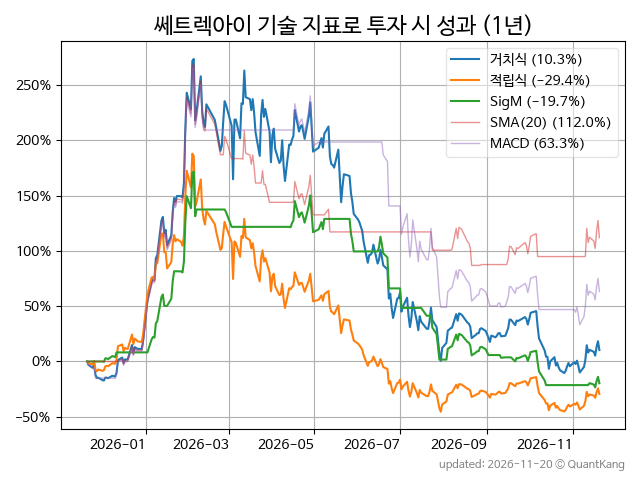 쎄트렉아이 기술 지표로 투자 시 성과 (1년)
거치식 (10.3%)
적립식 (−29.4%)
SigM (−19.7%)
SMA(20) (112.0%)
MACD (63.3%)
250%
200%
150%
100%
50%
0%
−50%
2026-01 2026-03 2026-05 2026-07 2026-09 2026-11
updated: 2026-11-20 © QuantKang